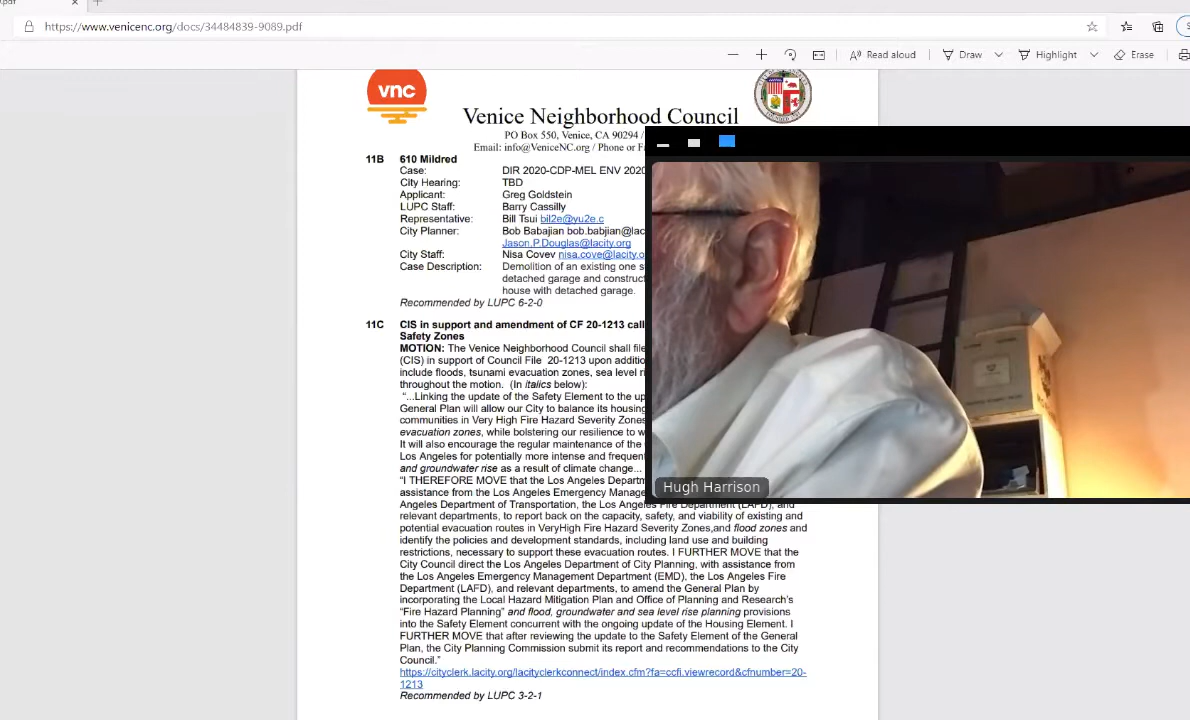 .pdf
https://www.venicenc.org/docs/34484839-9089.pdf
Read aloud Draw Highlight Erase
vnc
Venice Neighborhood Council
PO Box 550, Venice, CA 90294 /
Email: info@VeniceNC.org / Phone or
11B 610 Mildred
Case: DIR 2020-CDP-MEL ENV 2020
City Hearing: TBD
Applicant: Greg Goldstein
LUPC Staff: Barry Cassilly
Representative: Bill Tsui bil2e@yu2e.c
City Planner: Bob Babajian bob.babjian@lac
Jason.P.Douglas@lacity.org
City Staff: Nisa Covev nisa.cove@lacity.o
Case Description: Demolition of an existing one s
detached garage and construct
house with detached garage.
Recommended by LUPC 6-2-0
11C CIS in support and amendment of CF 20-1213 call
Safety Zones
MOTION: The Venice Neighborhood Council shall file
(CIS) in support of Council File 20-1213 upon additio
include floods, tsunami evacuation zones, sea level ri
throughout the motion. (In italics below):
“...Linking the update of the Safety Element to the up
General Plan will allow our City to balance its housing
communities in Very High Fire Hazard Severity Zones
evacuation zones, while bolstering our resilience to w
It will also encourage the regular maintenance of the
Los Angeles for potentially more intense and frequen
and groundwater rise as a result of climate change...
“I THEREFORE MOVE that the Los Angeles Departm
assistance from the Los Angeles Emergency Manage
Angeles Department of Transportation, the Los Angeles Fire Department (LAFD), and
relevant departments, to report back on the capacity, safety, and viability of existing and
potential evacuation routes in VeryHigh Fire Hazard Severity Zones,and flood zones and
identify the policies and development standards, including land use and building
restrictions, necessary to support these evacuation routes. I FURTHER MOVE that the
City Council direct the Los Angeles Department of City Planning, with assistance from
the Los Angeles Emergency Management Department (EMD), the Los Angeles Fire
Department (LAFD), and relevant departments, to amend the General Plan by
incorporating the Local Hazard Mitigation Plan and Office of Planning and Research’s
“Fire Hazard Planning” and flood, groundwater and sea level rise planning provisions
into the Safety Element concurrent with the ongoing update of the Housing Element. I
FURTHER MOVE that after reviewing the update to the Safety Element of the General
Plan, the City Planning Commission submit its report and recommendations to the City
Council.”
https://cityclerk.lacity.org/lacityclerkconnect/index.cfm?fa=ccfi.viewrecord&cfnumber=20-
1213
Recommended by LUPC 3-2-1
Hugh Harrison